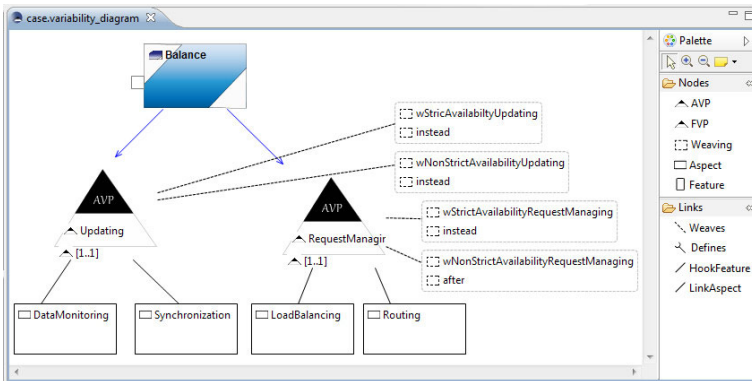 case.variability_diagram
Balance
wStricAvailabiltyUpdating
instead
wNonStrictAvailabilityUpdating
instead
AVP
Updating
[1..1]
AVP
RequestManagir
[1..1]
wStrictAvailabilityRequestManaging
instead
wNonStrictAvailabilityRequestManaging
after
DataMonitoring
Synchronization
LoadBalancing
Routing
Palette
Nodes
AVP
FVP
Weaving
Aspect
Feature
Links
Weaves
Defines
HookFeature
LinkAspect